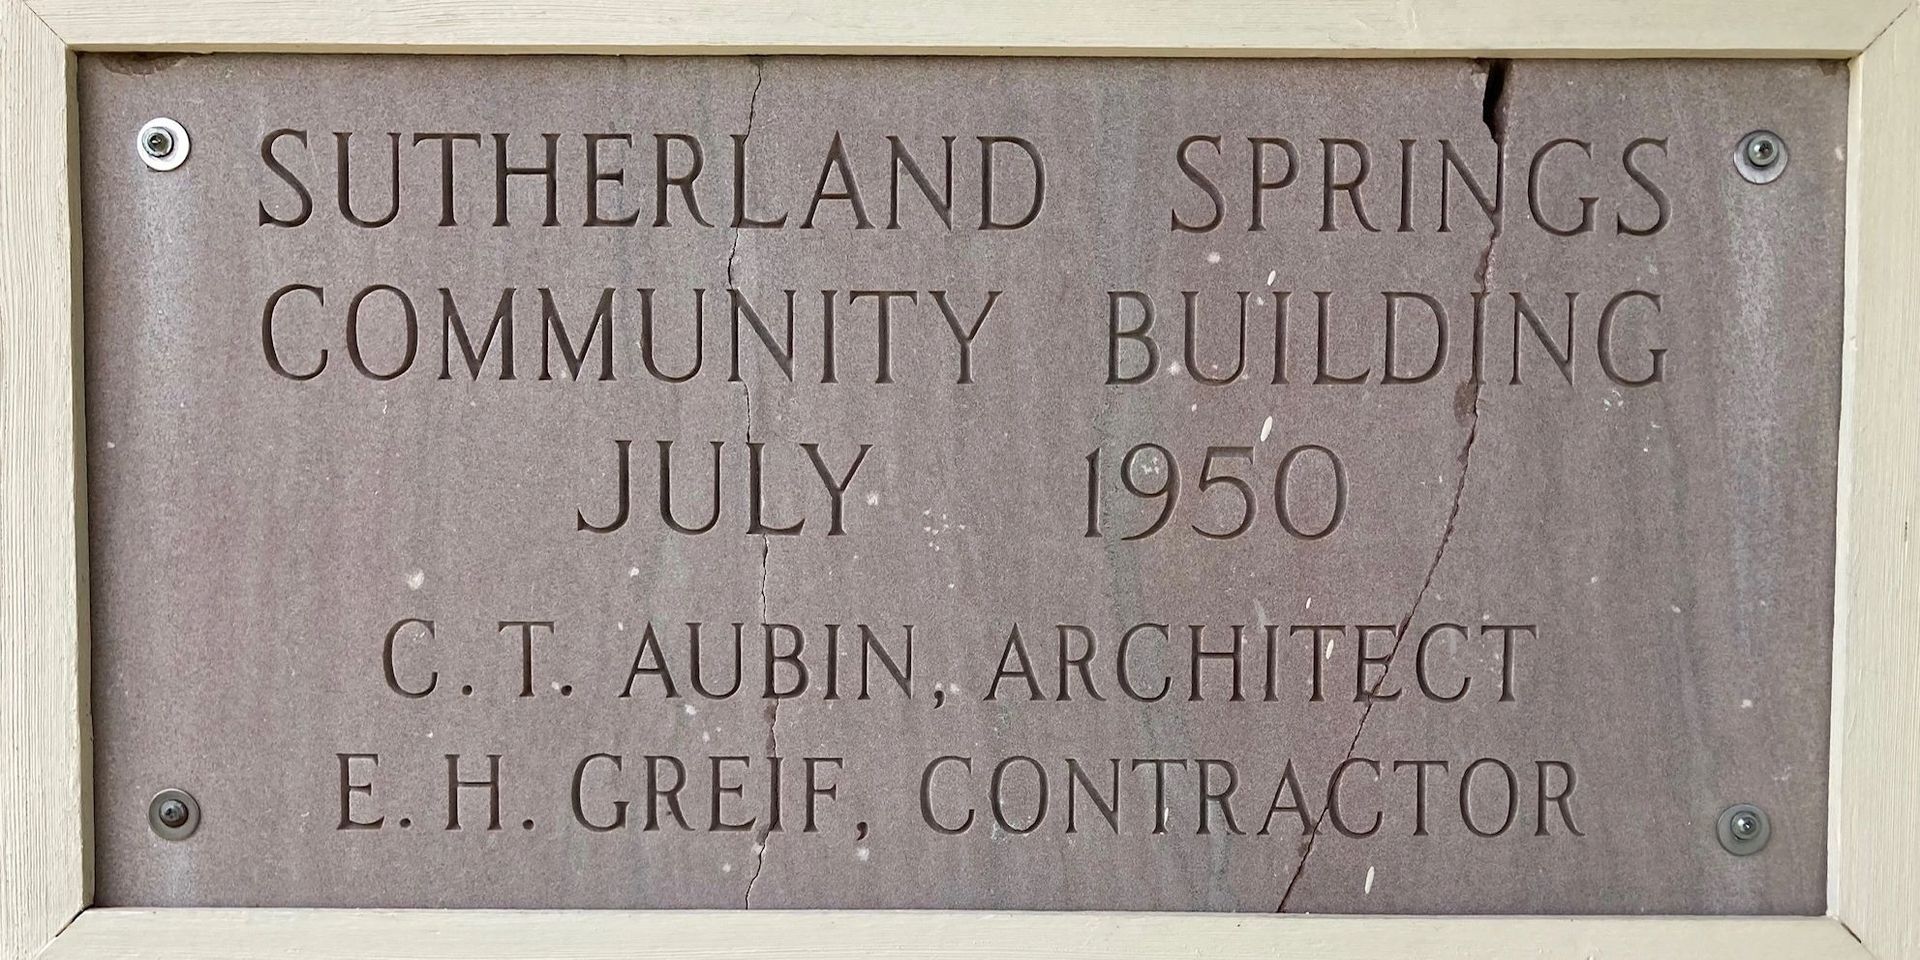 SUTHERLAND SPRINGS
COMMUNITY BUILDING
JULY 1950
C. T. AUBIN, ARCHITECT
E. H. GREIF, CONTRACTOR